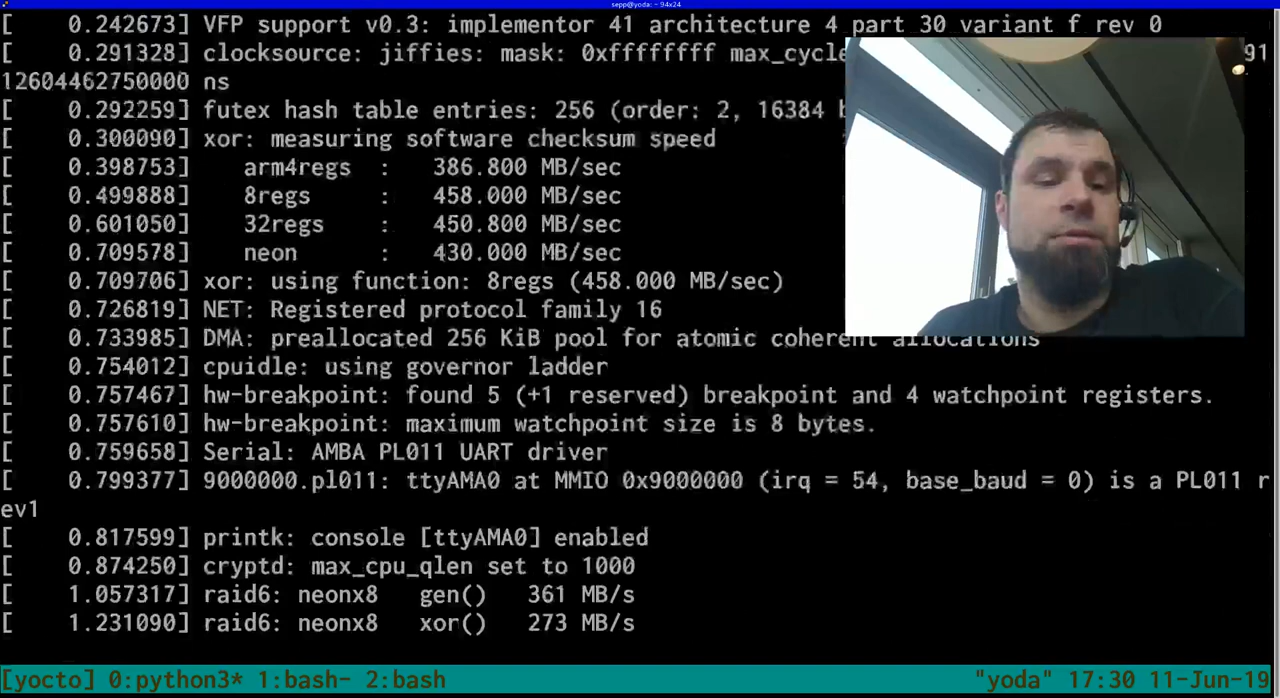 sepp@yoda: ~ 94x24
[    0.242673] VFP support v0.3: implementor 41 architecture 4 part 30 variant f rev 0
[    0.291328] clocksource: jiffies: mask: 0xffffffff max_cycle 91
12604462750000 ns
[    0.292259] futex hash table entries: 256 (order: 2, 16384 b
[    0.300090] xor: measuring software checksum speed
[    0.398753]    arm4regs  :   386.800 MB/sec
[    0.499888]    8regs     :   458.000 MB/sec
[    0.601050]    32regs    :   450.800 MB/sec
[    0.709578]    neon      :   430.000 MB/sec
[    0.709706] xor: using function: 8regs (458.000 MB/sec)
[    0.726819] NET: Registered protocol family 16
[    0.733985] DMA: preallocated 256 KiB pool for atomic coherent allocations
[    0.754012] cpuidle: using governor ladder
[    0.757467] hw-breakpoint: found 5 (+1 reserved) breakpoint and 4 watchpoint registers.
[    0.757610] hw-breakpoint: maximum watchpoint size is 8 bytes.
[    0.759658] Serial: AMBA PL011 UART driver
[    0.799377] 9000000.pl011: ttyAMA0 at MMIO 0x9000000 (irq = 54, base_baud = 0) is a PL011 r
ev1
[    0.817599] printk: console [ttyAMA0] enabled
[    0.874250] cryptd: max_cpu_qlen set to 1000
[    1.057317] raid6: neonx8   gen()   361 MB/s
[    1.231090] raid6: neonx8   xor()   273 MB/s
[yocto] 0:python3* 1:bash- 2:bash "yoda" 17:30 11-Jun-19